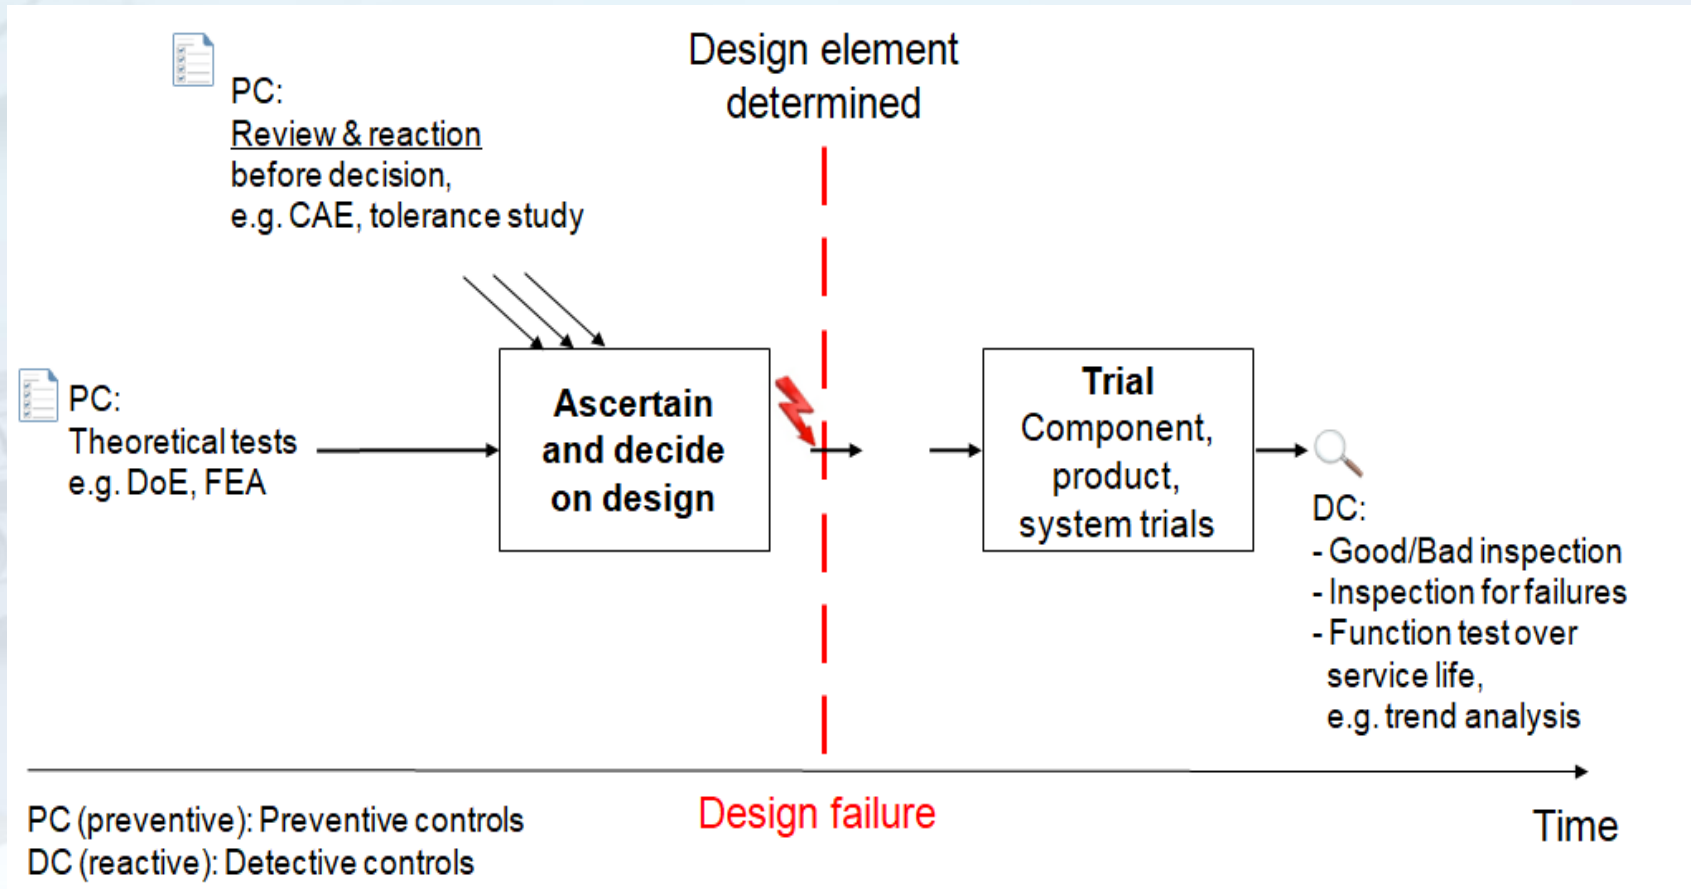 Design element
determined
PC:
Review & reaction
before decision,
e.g. CAE, tolerance study
PC:
Theoretical tests
e.g. DoE, FEA
Ascertain
and decide
on design
Trial
Component,
product,
system trials
DC:
- Good/Bad inspection
- Inspection for failures
- Function test over
service life,
e.g. trend analysis
Design failure
Time
PC (preventive): Preventive controls
DC (reactive): Detective controls